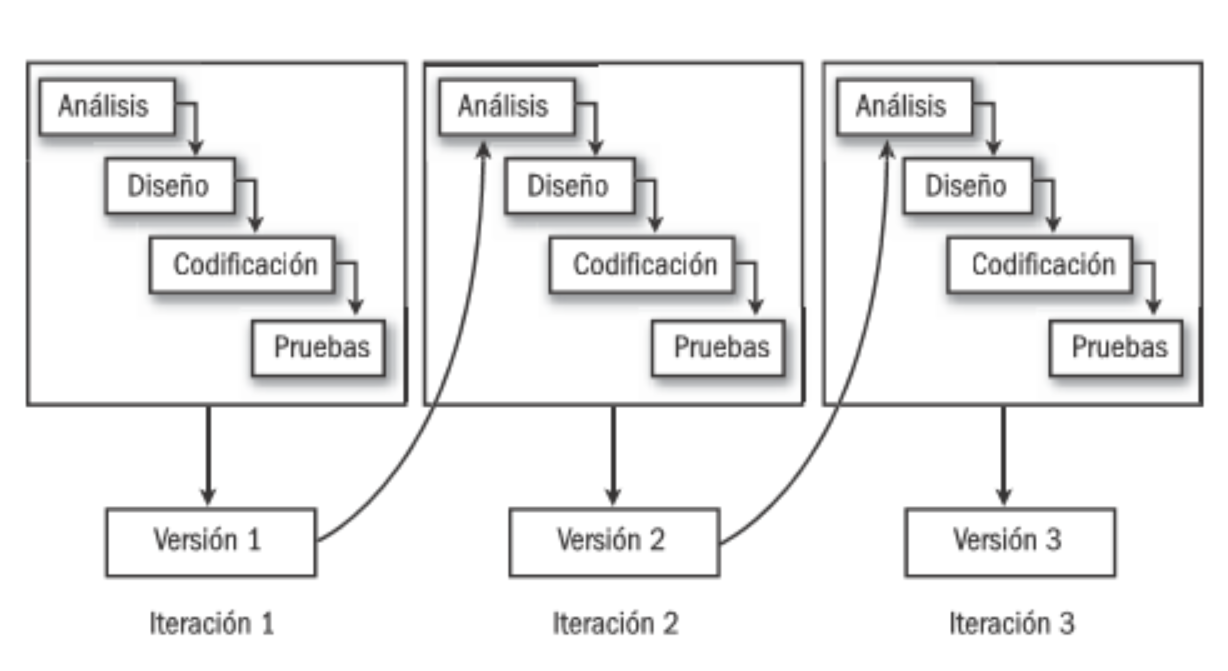 Análisis
Diseño
Codificación
Pruebas
Versión 1
Iteración 1
Análisis
Diseño
Codificación
Pruebas
Versión 2
Iteración 2
Análisis
Diseño
Codificación
Pruebas
Versión 3
Iteración 3